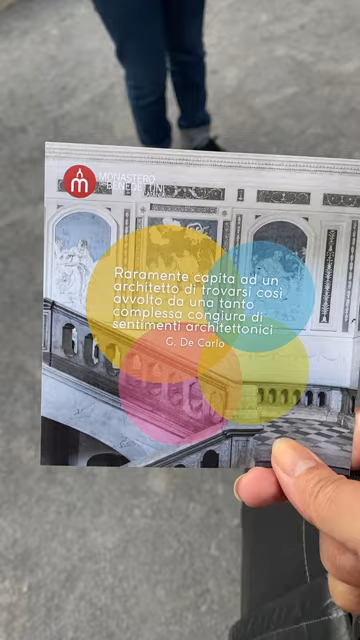 MONASTERO
BENEDETTINI
Raramente capita ad un
architetto di trovarsi così
avvolto da una tanto
complessa congiura di
sentimenti architettonici
G. De Carlo